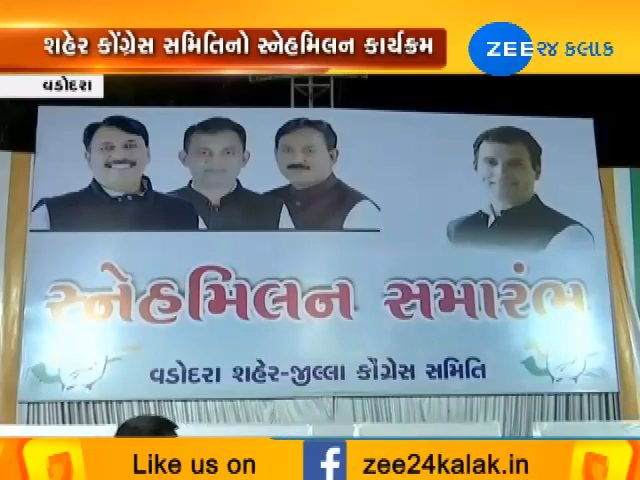 શહેર કોંગ્રેસ સમિતિનો સ્નેહમિલન કાર્યક્રમ
ZEE ૨૪ કલાક
વડોદરા
સ્નેહમિલન સમારંભ
વડોદરા શહેર-જીલ્લા કોંગ્રેસ સમિતિ
Like us on f zee24kalak.in